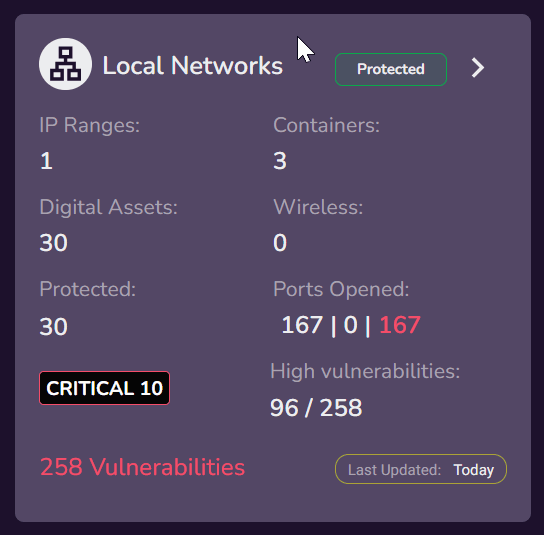 Local Networks
Protected
IP Ranges:
Containers:
1
3
Digital Assets:
Wireless:
30
0
Protected:
Ports Opened:
30
167 | 0 | 167
High vulnerabilities:
CRITICAL 10
96 / 258
258 Vulnerabilities
Last Updated: Today